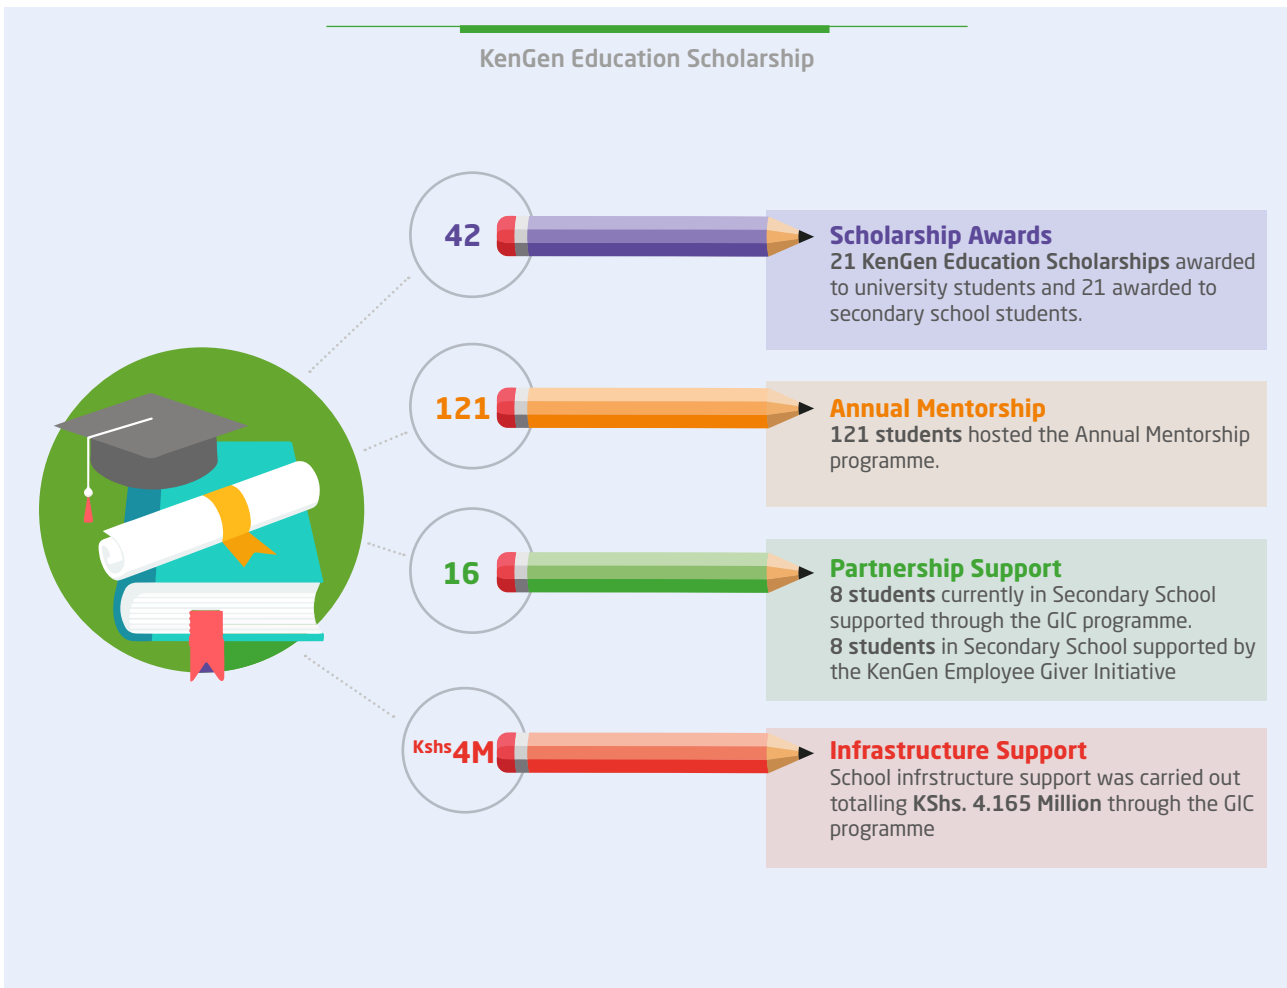 KenGen Education Scholarship
42
Scholarship Awards
21 KenGen Education Scholarships awarded
to university students and 21 awarded to
secondary school students.
121
Annual Mentorship
121 students hosted the Annual Mentorship
programme.
16
Partnership Support
8 students currently in Secondary School
supported through the GIC programme.
8 students in Secondary School supported by
the KenGen Employee Giver Initiative
Kshs4M
Infrastructure Support
School infrstructure support was carried out
totalling KShs. 4.165 Million through the GIC
programme